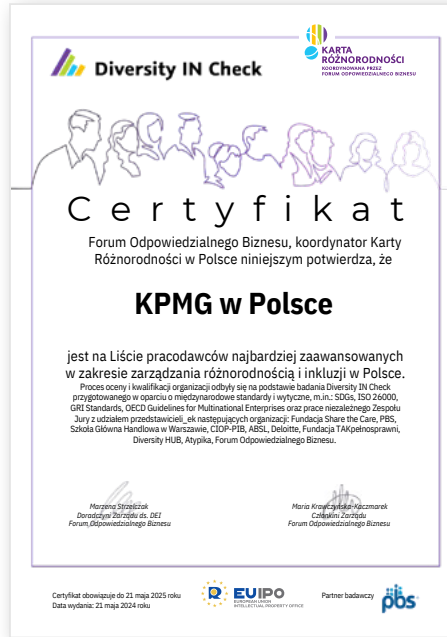 Diversity IN Check
KARTA
RÓŻNORODNOŚCI
KOORDYNOWANA PRZEZ
FORUM ODPOWIEDZIALNEGO BIZNESU
Certyfikat
Forum Odpowiedzialnego Biznesu, koordynator Karty
Różnorodności w Polsce niniejszym potwierdza, że
KPMG w Polsce
jest na Liście pracodawców najbardziej zaawansowanych
w zakresie zarządzania różnorodnością i inkluzji w Polsce.
Proces oceny i kwalifikacji organizacji odbyły się na podstawie badania Diversity IN Check
przygotowanego w oparciu o międzynarodowe standardy i wytyczne, m.in.: SDGs, ISO 26000,
GRI Standards, OECD Guidelines for Multinational Enterprises oraz prace niezależnego Zespołu
Jury z udziałem przedstawicieli_ek następujących organizacji: Fundacja Share the Care, PBS,
Szkoła Główna Handlowa w Warszawie, CIOP-PIB, ABSL, Deloitte, Fundacja TAKpełnosprawni,
Diversity HUB, Atypika, Forum Odpowiedzialnego Biznesu.
Marzena Strzelczak
Doradczyni Zarządu ds. DEI
Forum Odpowiedzialnego Biznesu
Maria Krawczyńska-Kaczmarek
Członkini Zarządu
Forum Odpowiedzialnego Biznesu
Certyfikat obowiązuje do 21 maja 2025 roku
Data wydania: 21 maja 2024 roku
EUIPO
EUROPEAN UNION
INTELLECTUAL PROPERTY OFFICE
Partner badawczy
pbs